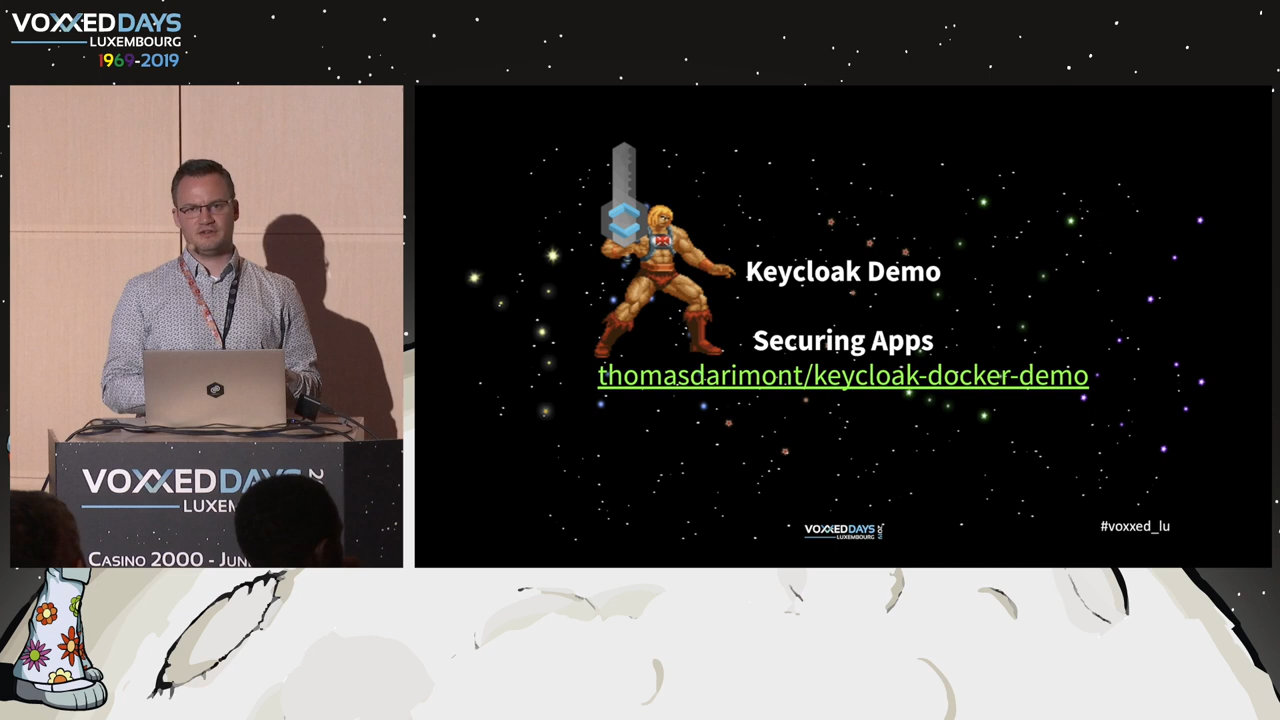 VOXXEDDAYS
LUXEMBOURG
1969-2019
VOXXEDDAYS
LUXEM
CASINO 2000 - JUN
Keycloak Demo
Securing Apps
thomasdarimont/keycloak-docker-demo
VOXXEDDAYS
LUXEMBOURG
2019
#voxxed_lu